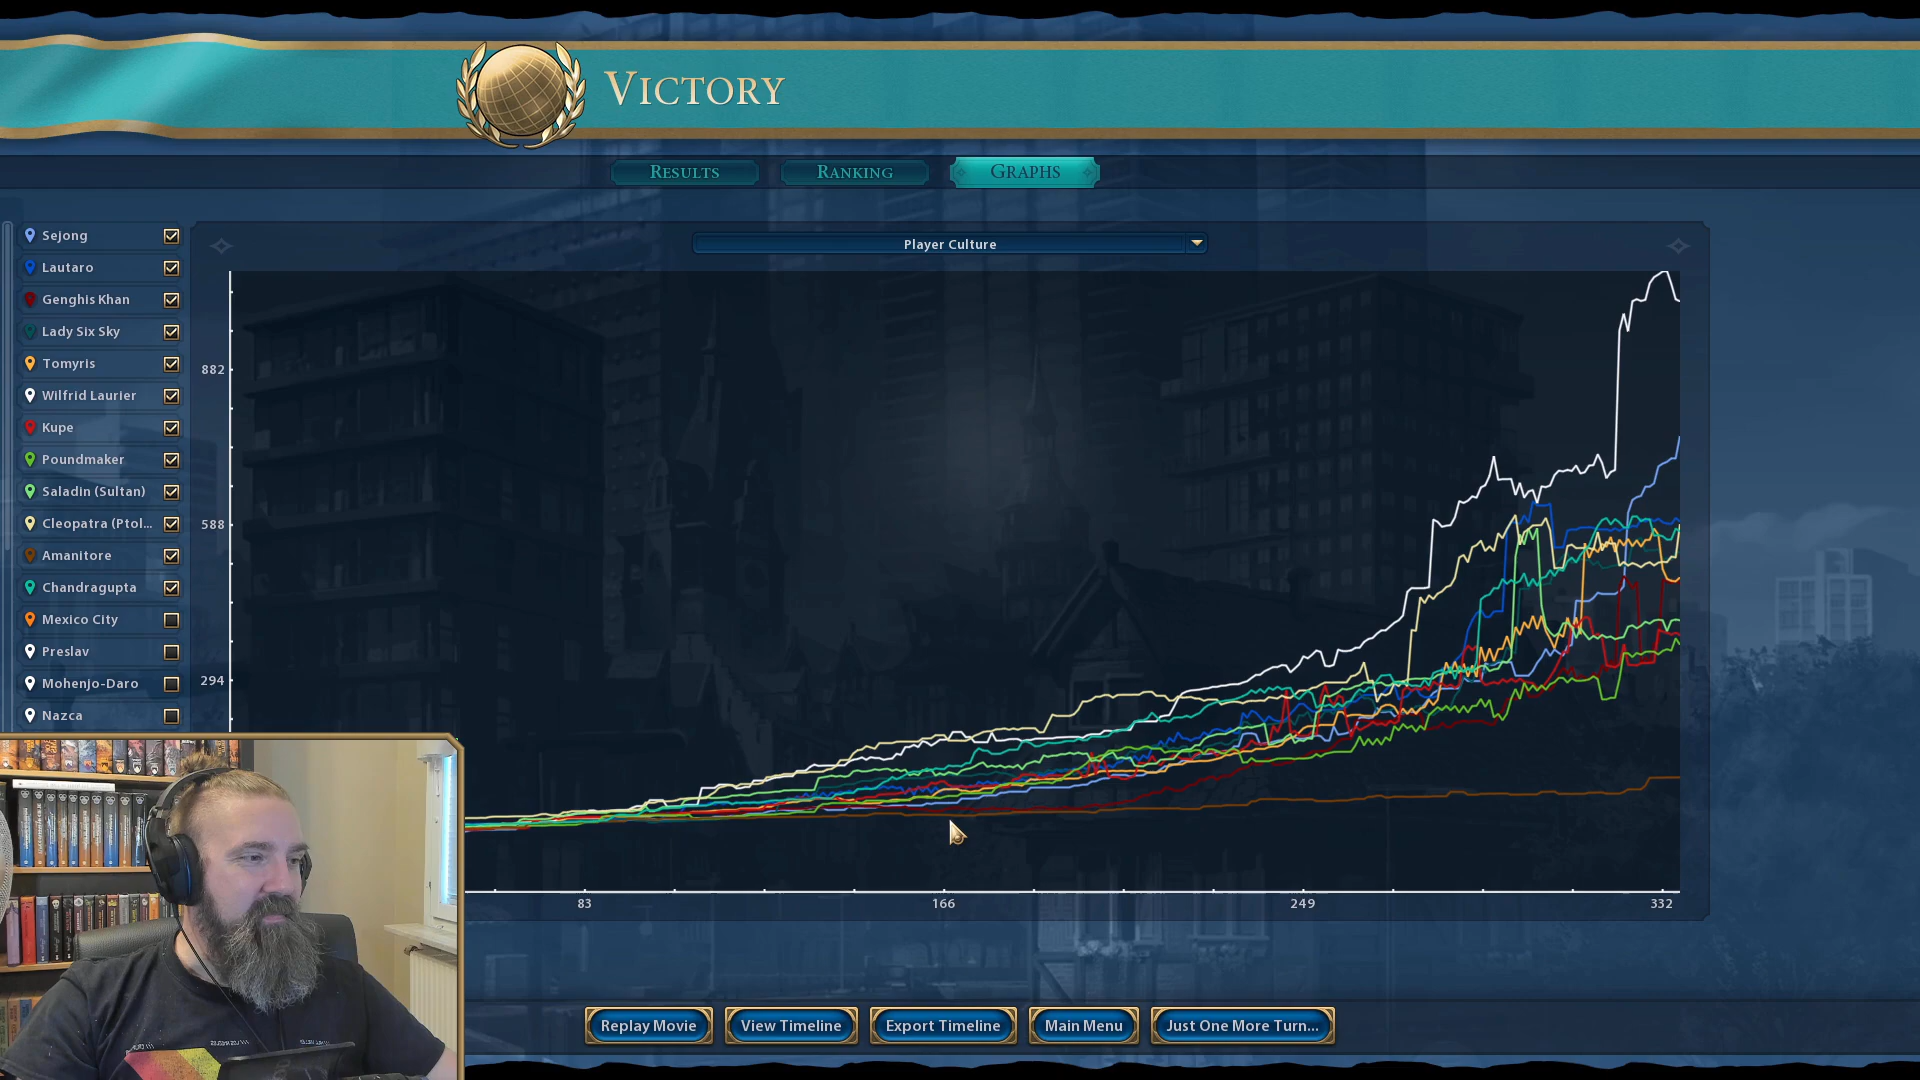 VICTORY
RESULTS
RANKING
GRAPHS
Player Culture
Sejong
Lautaro
Genghis Khan
Lady Six Sky
Tomyris
Wilfrid Laurier
Kupe
Poundmaker
Saladin (Sultan)
Cleopatra (Ptol...
Amanitore
Chandragupta
Mexico City
Preslav
Mohenjo-Daro
Nazca
882
588
294
83
166
249
332
Replay Movie
View Timeline
Export Timeline
Main Menu
Just One More Turn...